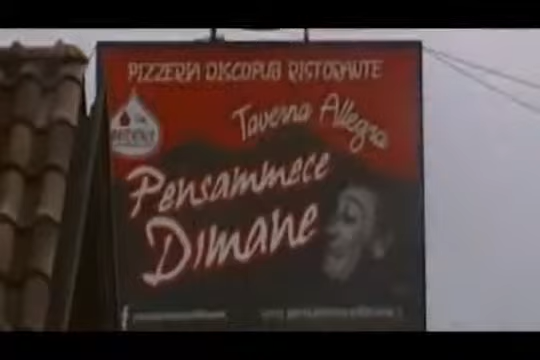 PIZZERIA DISCOPUB RISTORANTE
Taverna Allegra
Pensammece
Dimane